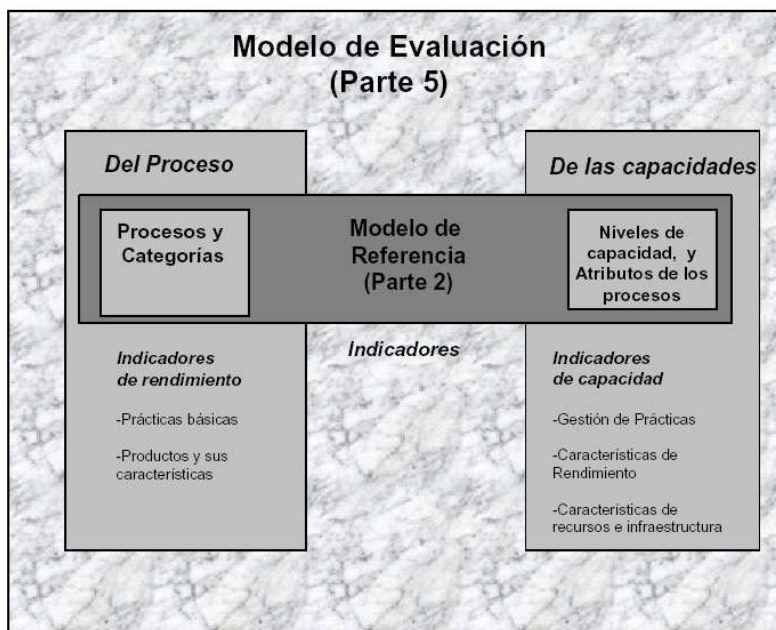 Modelo de Evaluación
(Parte 5)
Del Proceso
De las capacidades
Procesos y
Categorías
Modelo de
Referencia
(Parte 2)
Niveles de
capacidad, y
Atributos de los
procesos
Indicadores
Indicadores
de rendimiento
-Prácticas básicas
-Productos y sus
características
Indicadores
de capacidad
-Gestión de Prácticas
-Características de
Rendimiento
-Características de
recursos e infraestructura